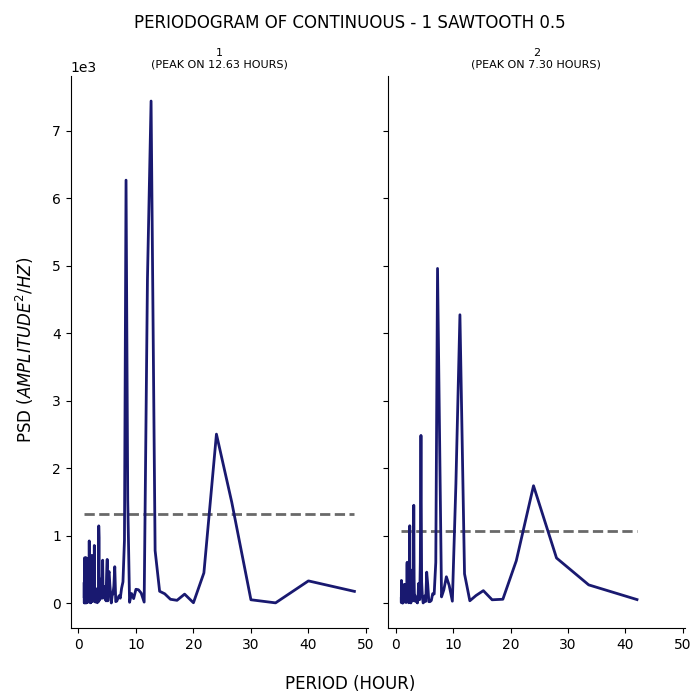 PERIODOGRAM OF CONTINUOUS - 1 SAWTOOTH 0.5
1
(PEAK ON 12.63 HOURS)
2
(PEAK ON 7.30 HOURS)
1e3
7
6
5
4
3
2
1
0
PSD (AMPLITUDE²/HZ)
0 10 20 30 40 50
0 10 20 30 40 50
PERIOD (HOUR)